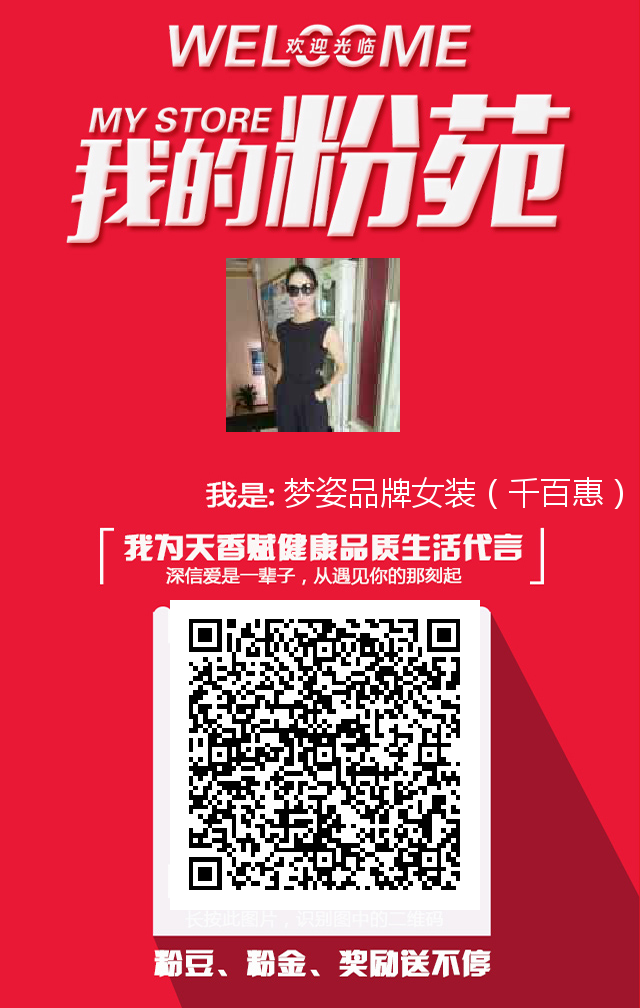 WELCOME
欢迎光临
MY STORE
我的粉苑
我是: 梦姿品牌女装（千百惠）
我为天香赋健康品质生活代言
深信爱是一辈子，从遇见你的那刻起
长按此图片，识别图中的二维码
粉豆、粉金、奖励送不停